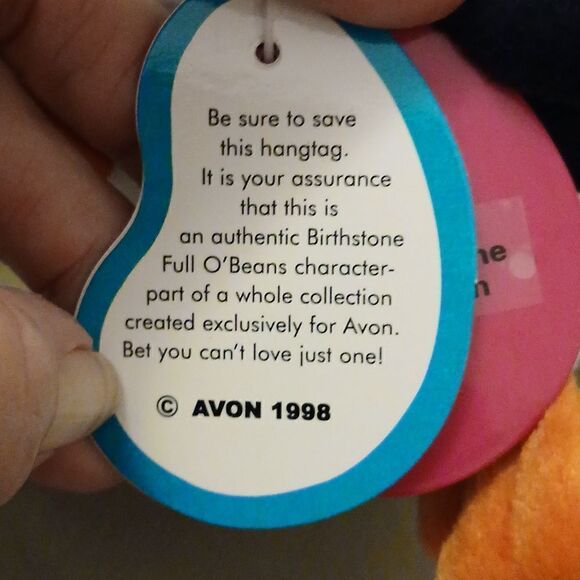 Be sure to save
this hangtag.
It is your assurance
that this is
an authentic Birthstone
Full O'Beans character-
part of a whole collection
created exclusively for Avon.
Bet you can't love just one!
© AVON 1998